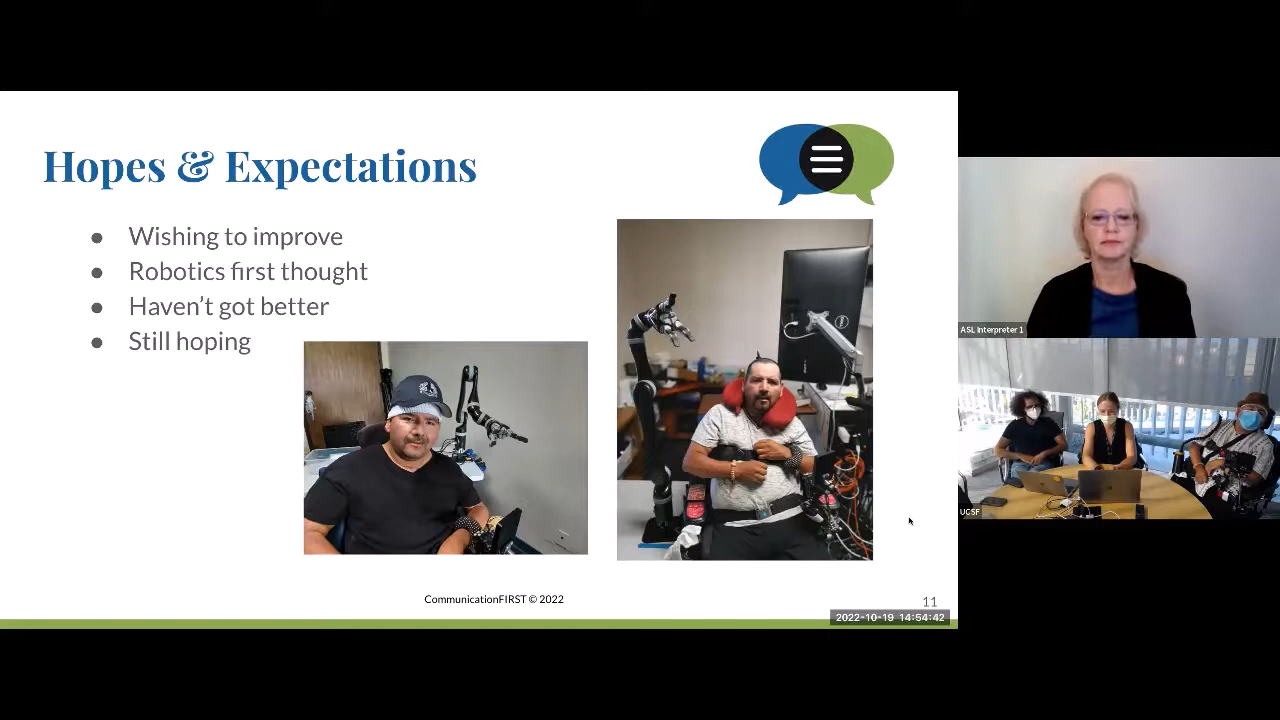 Hopes & Expectations
● Wishing to improve
● Robotics first thought
● Haven't got better
● Still hoping
ASL Interpreter 1
UCSF
CommunicationFIRST © 2022
11
2022-10-19 14:54:42